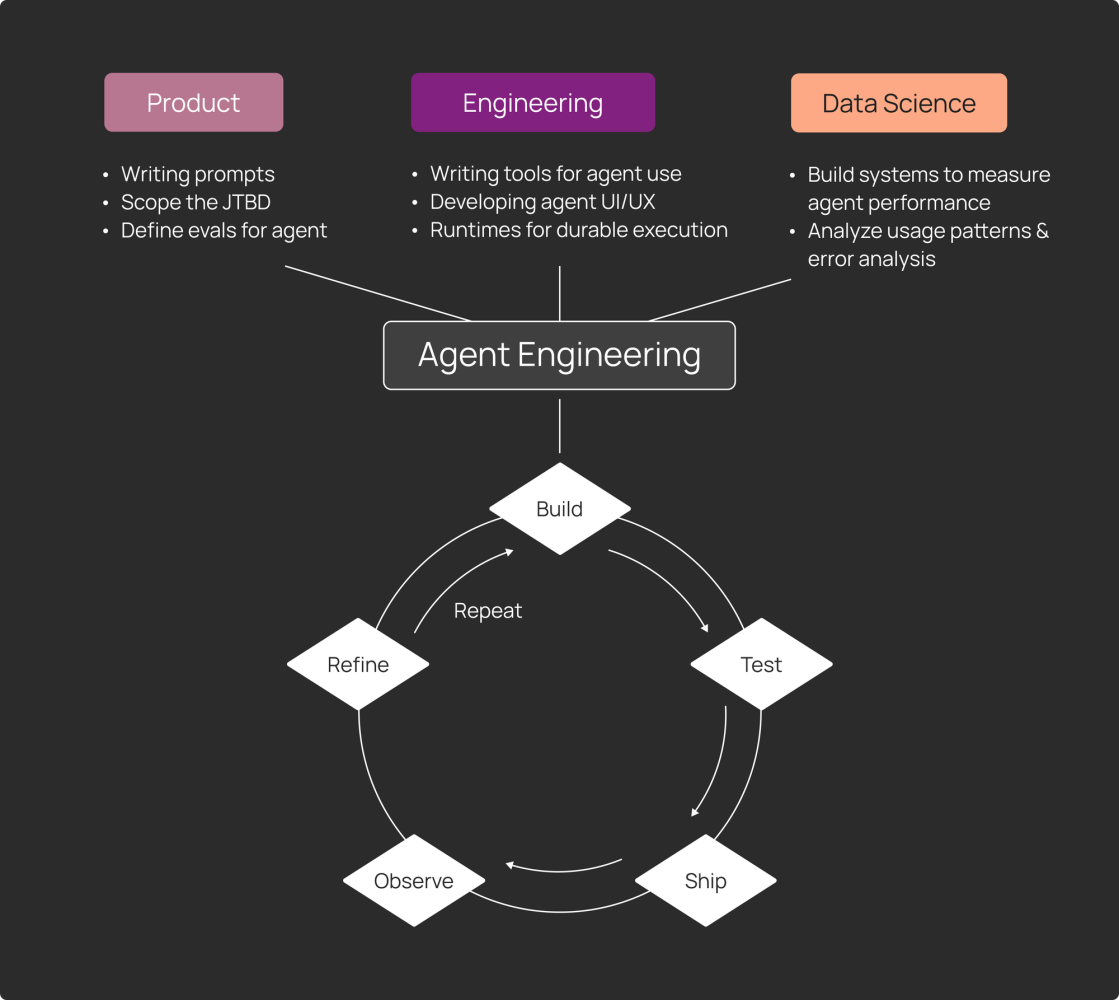 Product
• Writing prompts
• Scope the JTBD
• Define evals for agent
Engineering
• Writing tools for agent use
• Developing agent UI/UX
• Runtimes for durable execution
Data Science
• Build systems to measure
agent performance
• Analyze usage patterns &
error analysis
Agent Engineering
Build
Repeat
Refine
Test
Observe
Ship